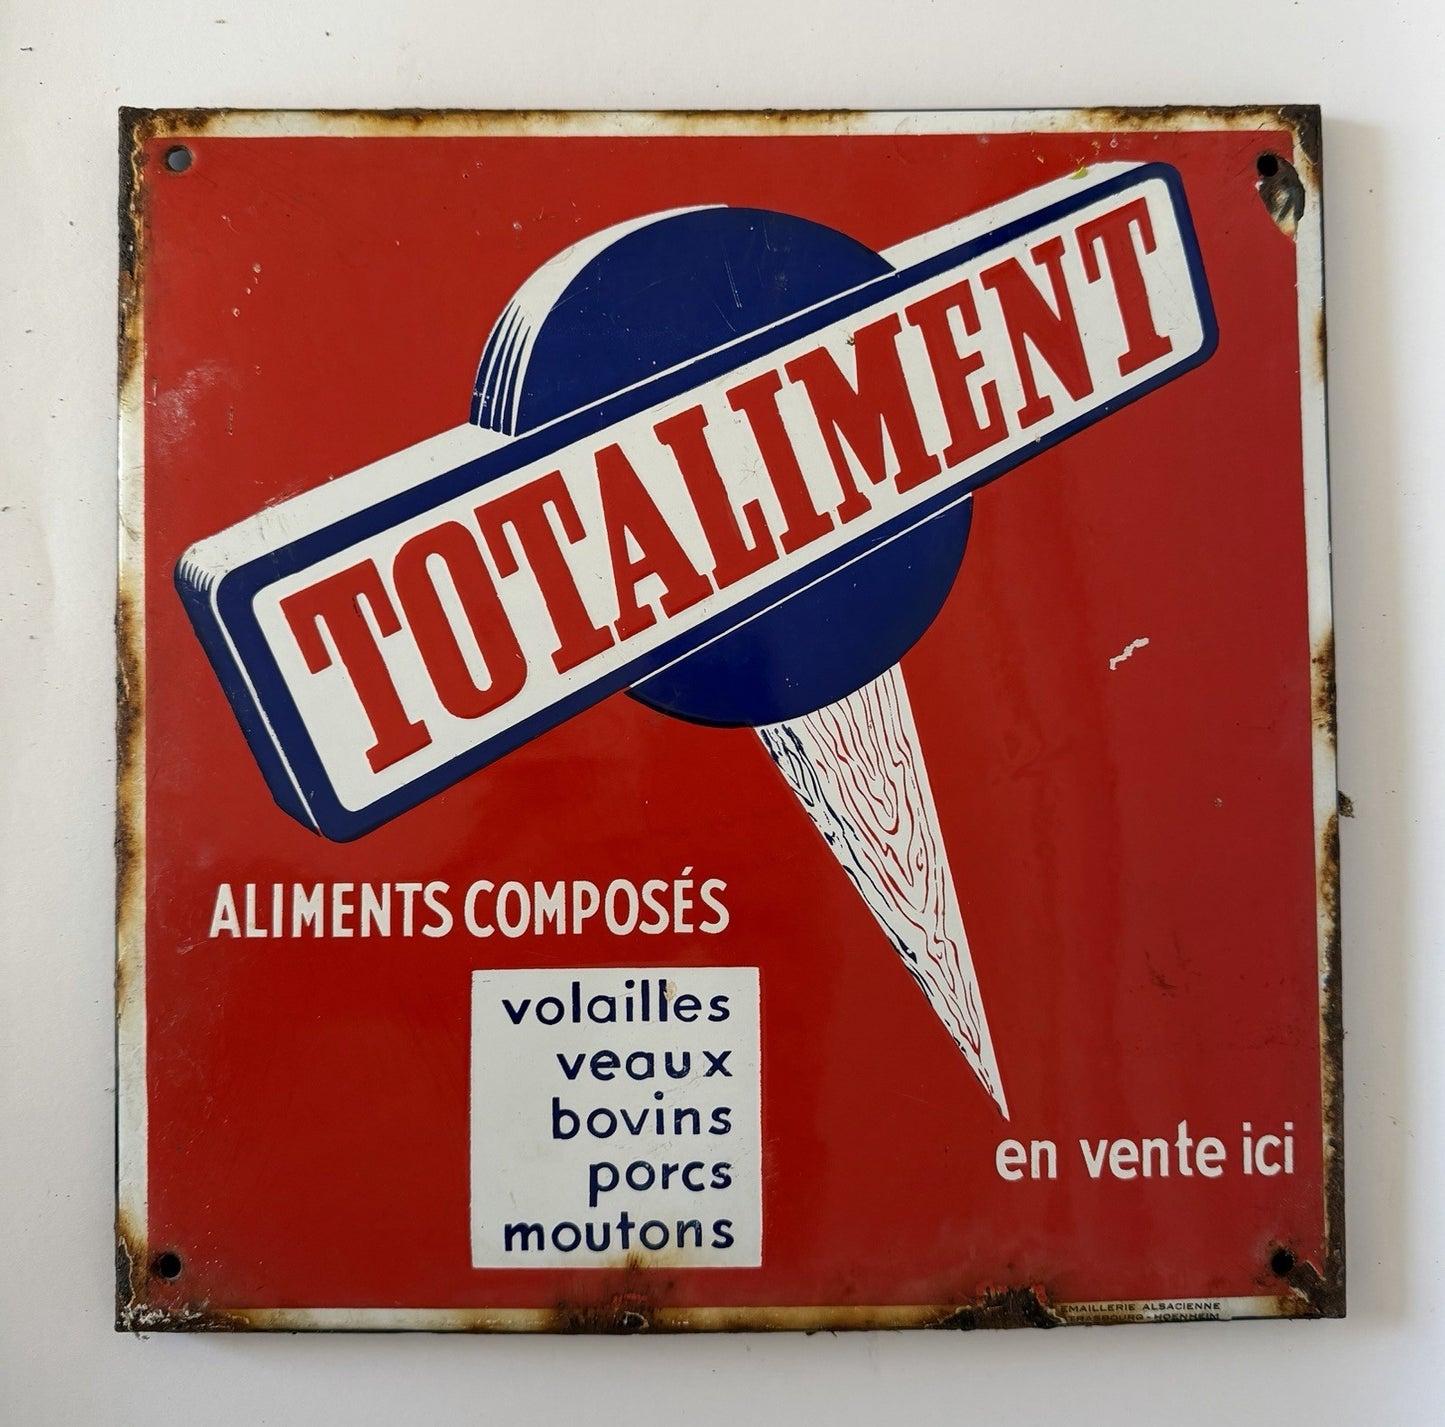 TOTALIMENT
ALIMENTS COMPOSÉS
volailles
veaux
bovins
porcs
moutons
en vente ici
EMAILLERIE ALSACIENNE
STRASBOURG - HOENHEIM